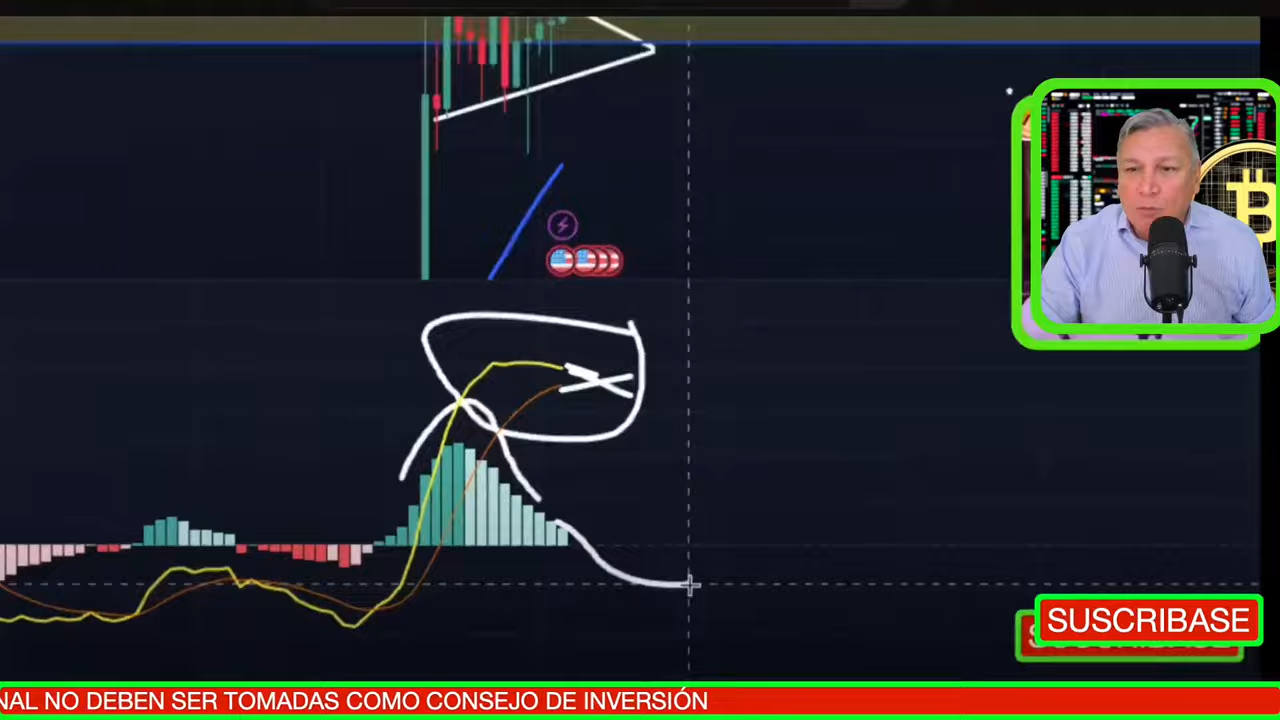 SUSCRIBASE
NAL NO DEBEN SER TOMADAS COMO CONSEJO DE INVERSIÓN